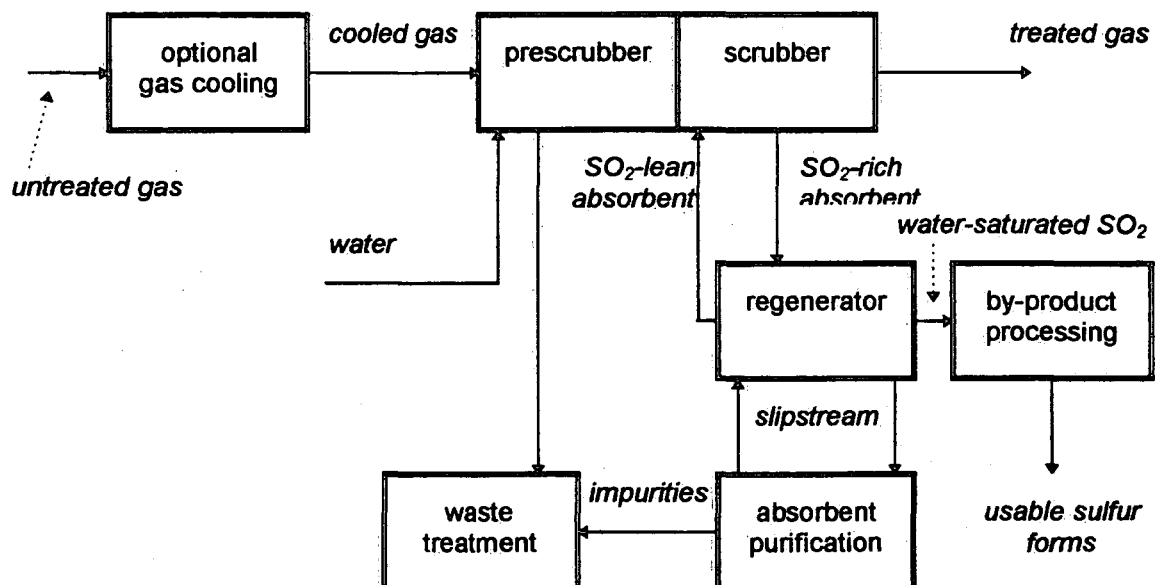 optional
gas cooling
cooled gas
prescrubber
scrubber
treated gas
untreated gas
SO₂-lean
absorbent
SO₂-rich
absorbent
water
water-saturated SO₂
regenerator
by-product
processing
slipstream
waste
treatment
impurities
absorbent
purification
usable sulfur
forms